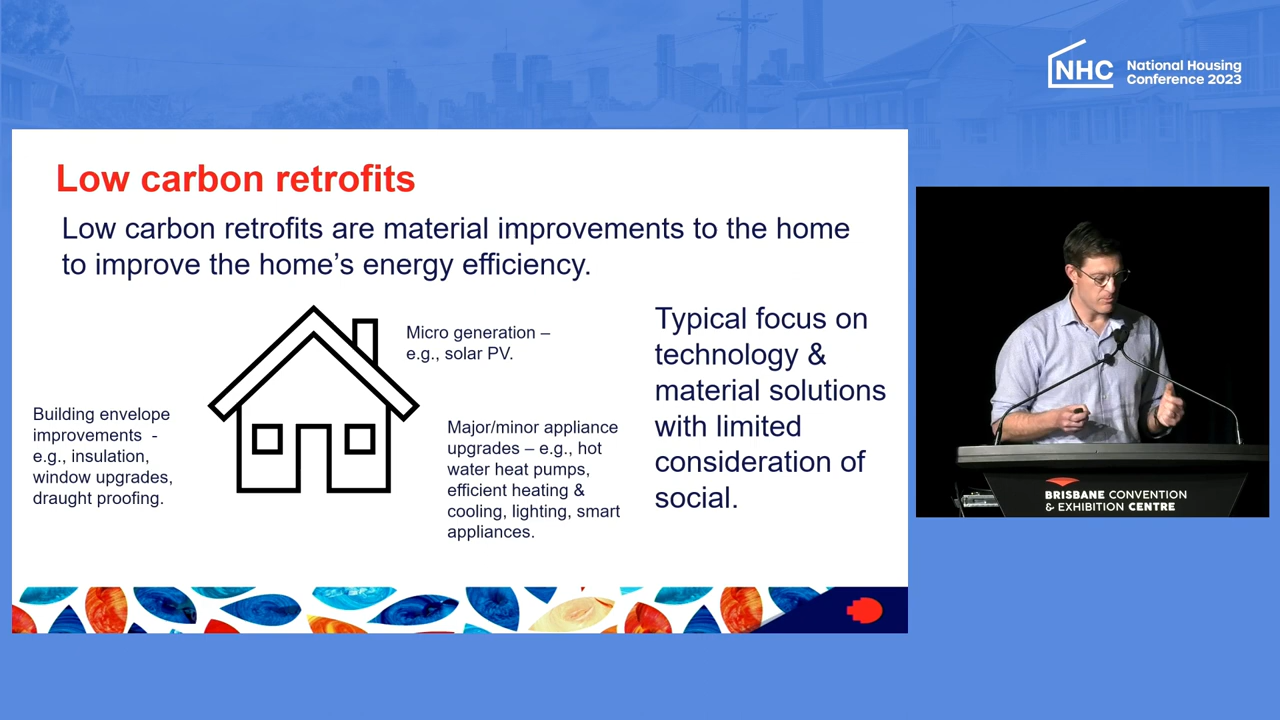 NHC National Housing
Conference 2023
Low carbon retrofits
Low carbon retrofits are material improvements to the home
to improve the home’s energy efficiency.
Micro generation –
e.g., solar PV.
Building envelope
improvements -
e.g., insulation,
window upgrades,
draught proofing.
Major/minor appliance
upgrades – e.g., hot
water heat pumps,
efficient heating &
cooling, lighting, smart
appliances.
Typical focus on
technology &
material solutions
with limited
consideration of
social.
BRISBANE CONVENTION
& EXHIBITION CENTRE